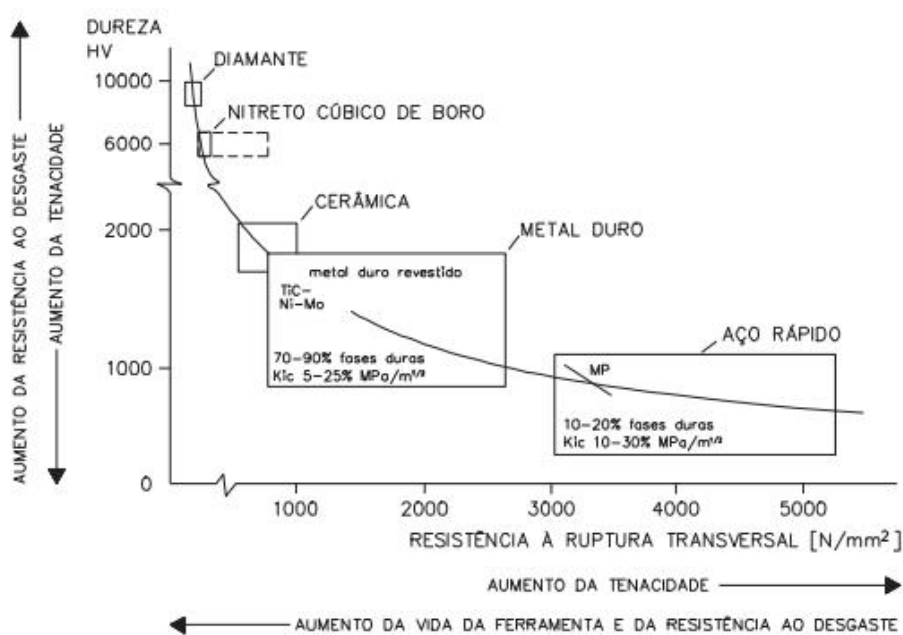 DUREZA
HV
10000
6000
2000
1000
0
AUMENTO DA RESISTÊNCIA AO DESGASTE
AUMENTO DA TENACIDADE
DIAMANTE
NITRETO CÚBICO DE BORO
CERÂMICA
METAL DURO
metal duro revestido
TiC-
Ni-Mo
70-90% fases duras
Kic 5-25% MPa/m¹/²
AÇO RÁPIDO
MP
10-20% fases duras
Kic 10-30% MPa/m¹/²
1000 2000 3000 4000 5000
RESISTÊNCIA À RUPTURA TRANSVERSAL [N/mm²]
AUMENTO DA TENACIDADE
AUMENTO DA VIDA DA FERRAMENTA E DA RESISTÊNCIA AO DESGASTE